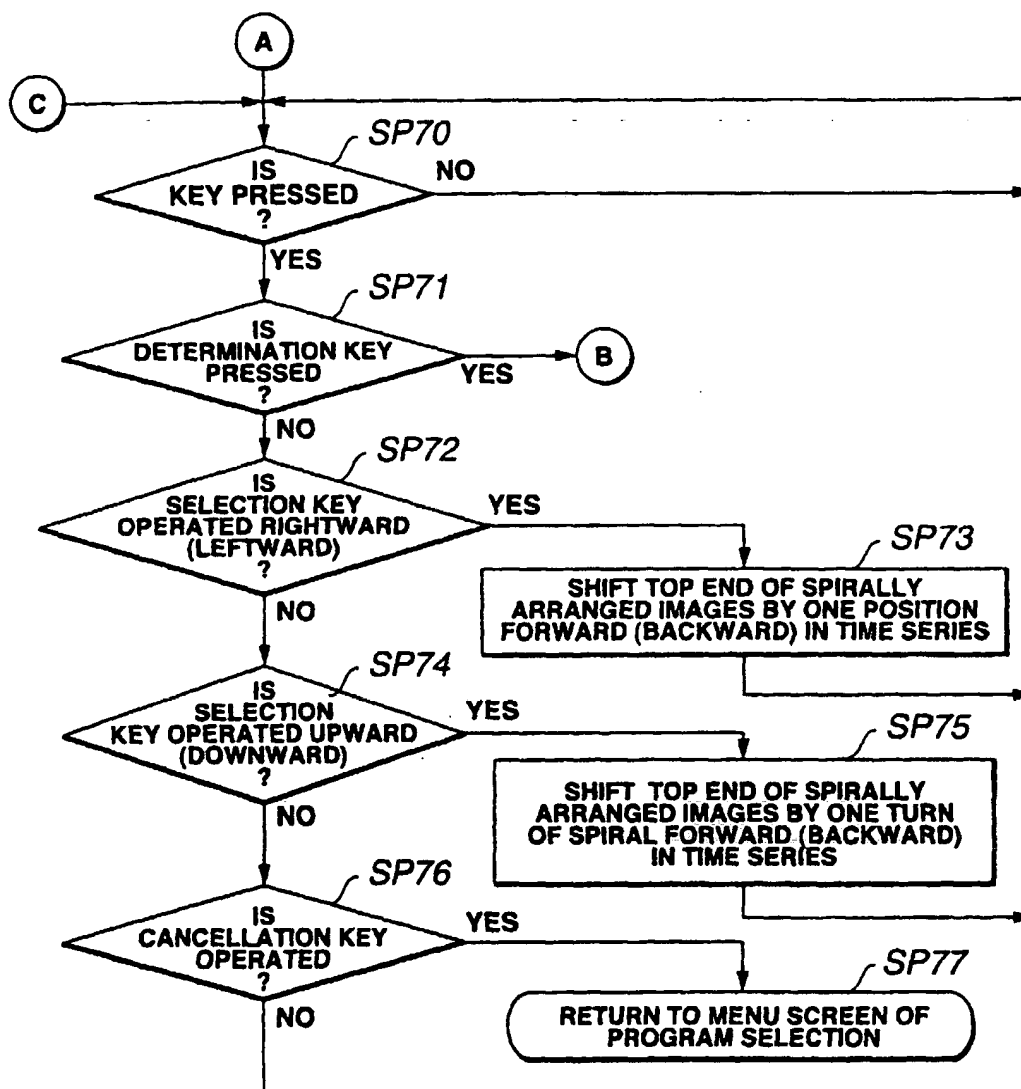 A
C
SP70
IS
KEY PRESSED
?
NO
YES
SP71
IS
DETERMINATION KEY
PRESSED
?
YES
B
NO
SP72
IS
SELECTION KEY
OPERATED RIGHTWARD
(LEFTWARD)
?
YES
NO
SP73
SHIFT TOP END OF SPIRALLY
ARRANGED IMAGES BY ONE POSITION
FORWARD (BACKWARD) IN TIME SERIES
SP74
IS
SELECTION
KEY OPERATED UPWARD
(DOWNWARD)
?
YES
NO
SP75
SHIFT TOP END OF SPIRALLY
ARRANGED IMAGES BY ONE TURN
OF SPIRAL FORWARD (BACKWARD)
IN TIME SERIES
SP76
IS
CANCELLATION KEY
OPERATED
?
YES
NO
SP77
RETURN TO MENU SCREEN OF
PROGRAM SELECTION